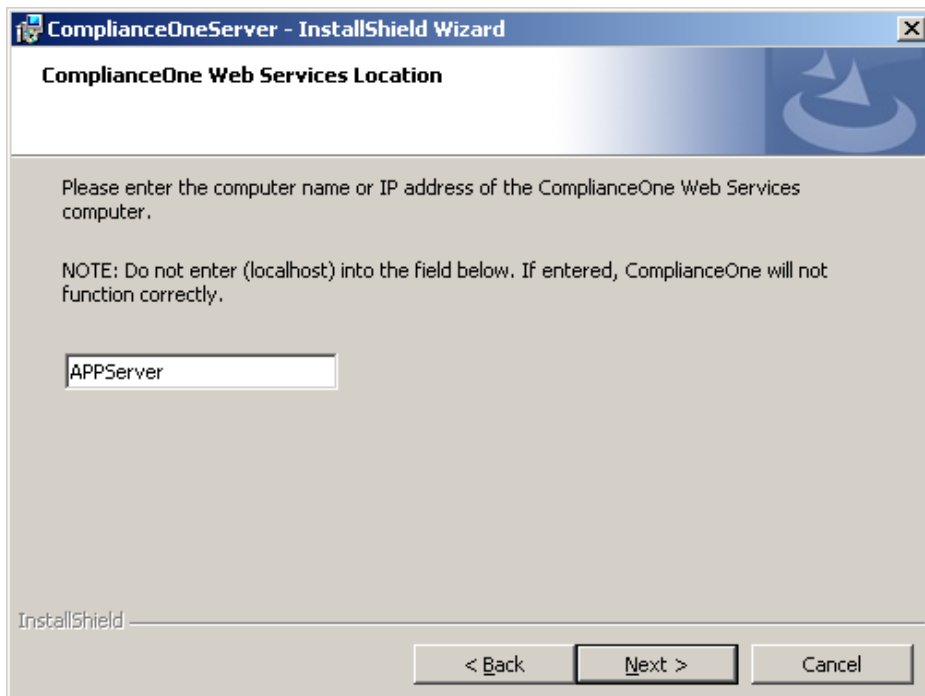 ComplianceOneServer - InstallShield Wizard
ComplianceOne Web Services Location
Please enter the computer name or IP address of the ComplianceOne Web Services
computer.
NOTE: Do not enter (localhost) into the field below. If entered, ComplianceOne will not
function correctly.
APPServer
InstallShield
< Back
Next >
Cancel